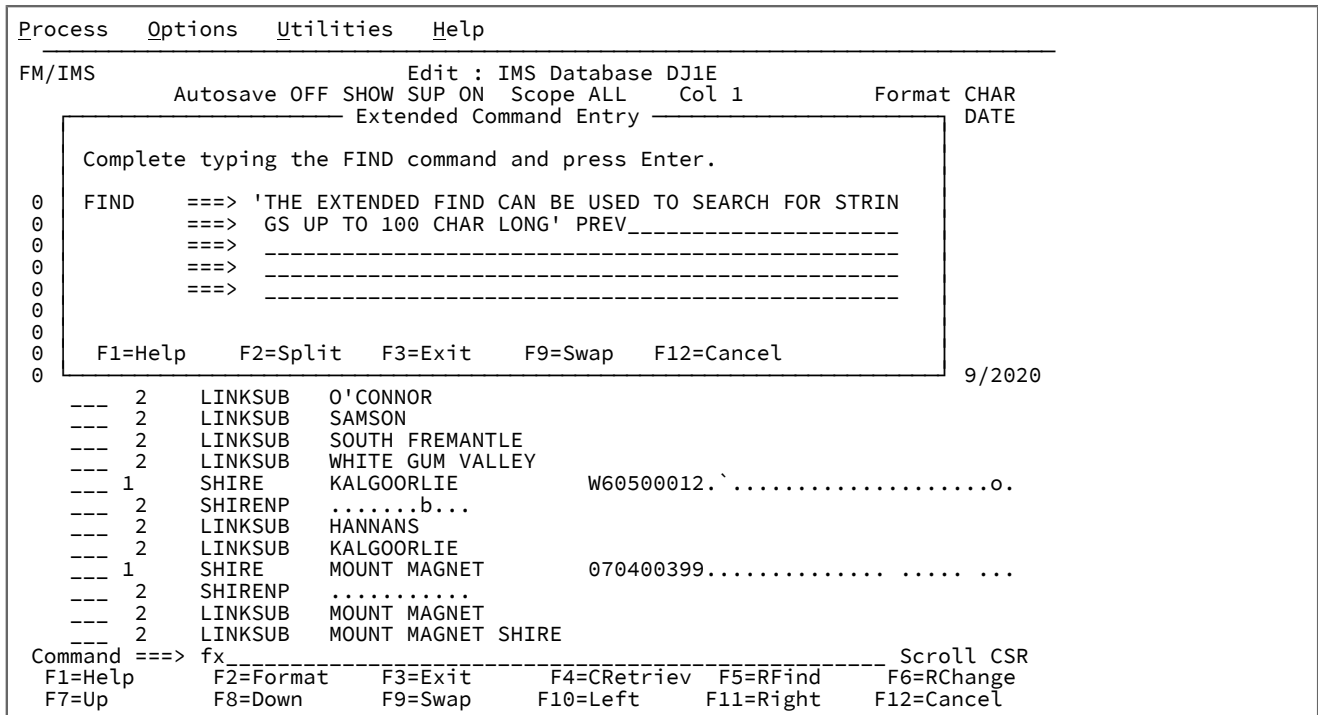 Process   Options   Utilities   Help
FM/IMS                        Edit : IMS Database DJ1E
Autosave OFF SHOW SUP ON  Scope ALL    Col 1          Format CHAR
Extended Command Entry  DATE
Complete typing the FIND command and press Enter.
0   FIND    ===> 'THE EXTENDED FIND CAN BE USED TO SEARCH FOR STRIN
0           ===>  GS UP TO 100 CHAR LONG' PREV_____________________
0           ===>  _________________________________________________
0           ===>  _________________________________________________
0           ===>  _________________________________________________
0
0
0    F1=Help    F2=Split   F3=Exit    F9=Swap   F12=Cancel
0    9/2020
___  2    LINKSUB   O'CONNOR
___  2    LINKSUB   SAMSON
___  2    LINKSUB   SOUTH FREMANTLE
___  2    LINKSUB   WHITE GUM VALLEY
___ 1     SHIRE     KALGOORLIE          W60500012.`....................o.
___  2    SHIRENP   .......b...
___  2    LINKSUB   HANNANS
___  2    LINKSUB   KALGOORLIE
___ 1     SHIRE     MOUNT MAGNET        070400399.............. ..... ...
___  2    SHIRENP   ...........
___  2    LINKSUB   MOUNT MAGNET
___  2    LINKSUB   MOUNT MAGNET SHIRE
Command ===> fx___________________________________________________ Scroll CSR
F1=Help      F2=Format    F3=Exit      F4=CRetriev  F5=RFind     F6=RChange
F7=Up        F8=Down      F9=Swap      F10=Left     F11=Right    F12=Cancel